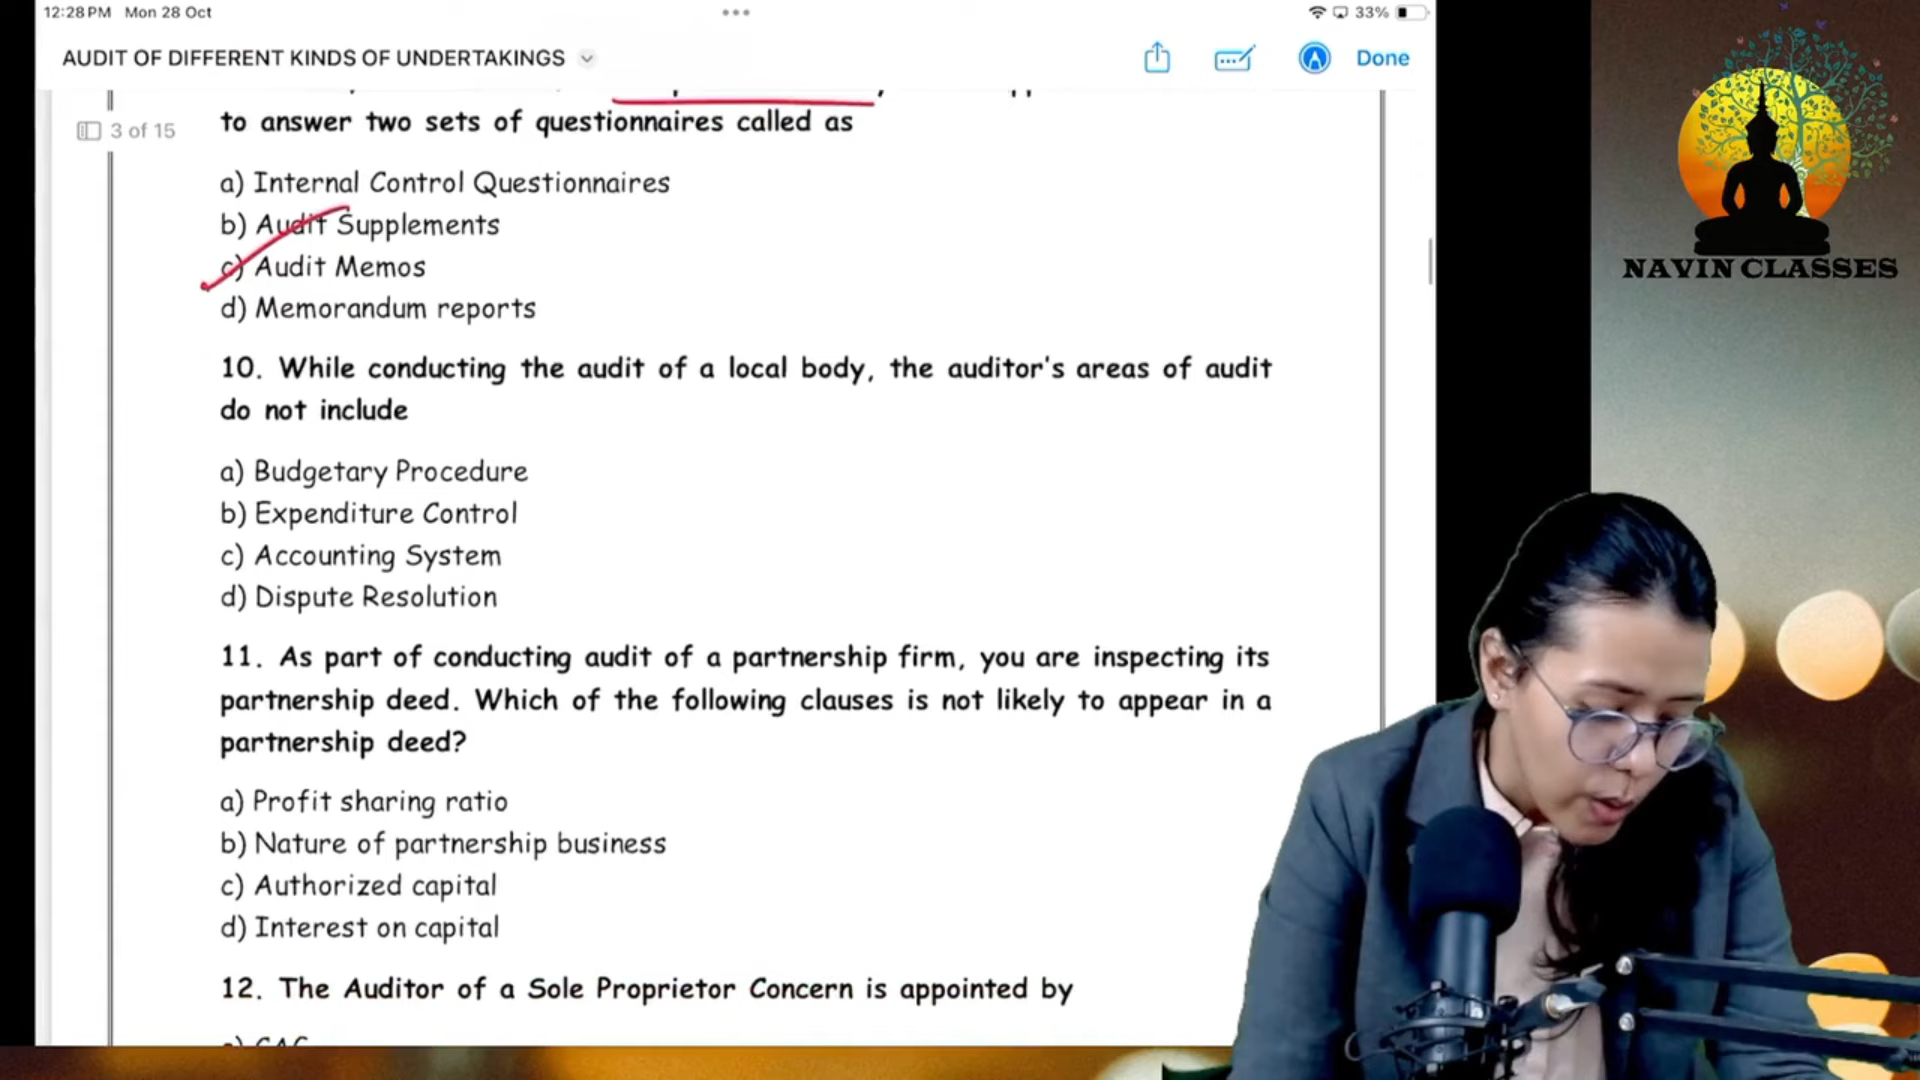 12:28 PM Mon 28 Oct
33%
AUDIT OF DIFFERENT KINDS OF UNDERTAKINGS
Done
3 of 15
to answer two sets of questionnaires called as
a) Internal Control Questionnaires
b) Audit Supplements
c) Audit Memos
d) Memorandum reports
10. While conducting the audit of a local body, the auditor's areas of audit
do not include
a) Budgetary Procedure
b) Expenditure Control
c) Accounting System
d) Dispute Resolution
11. As part of conducting audit of a partnership firm, you are inspecting its
partnership deed. Which of the following clauses is not likely to appear in a
partnership deed?
a) Profit sharing ratio
b) Nature of partnership business
c) Authorized capital
d) Interest on capital
12. The Auditor of a Sole Proprietor Concern is appointed by
NAVIN CLASSES